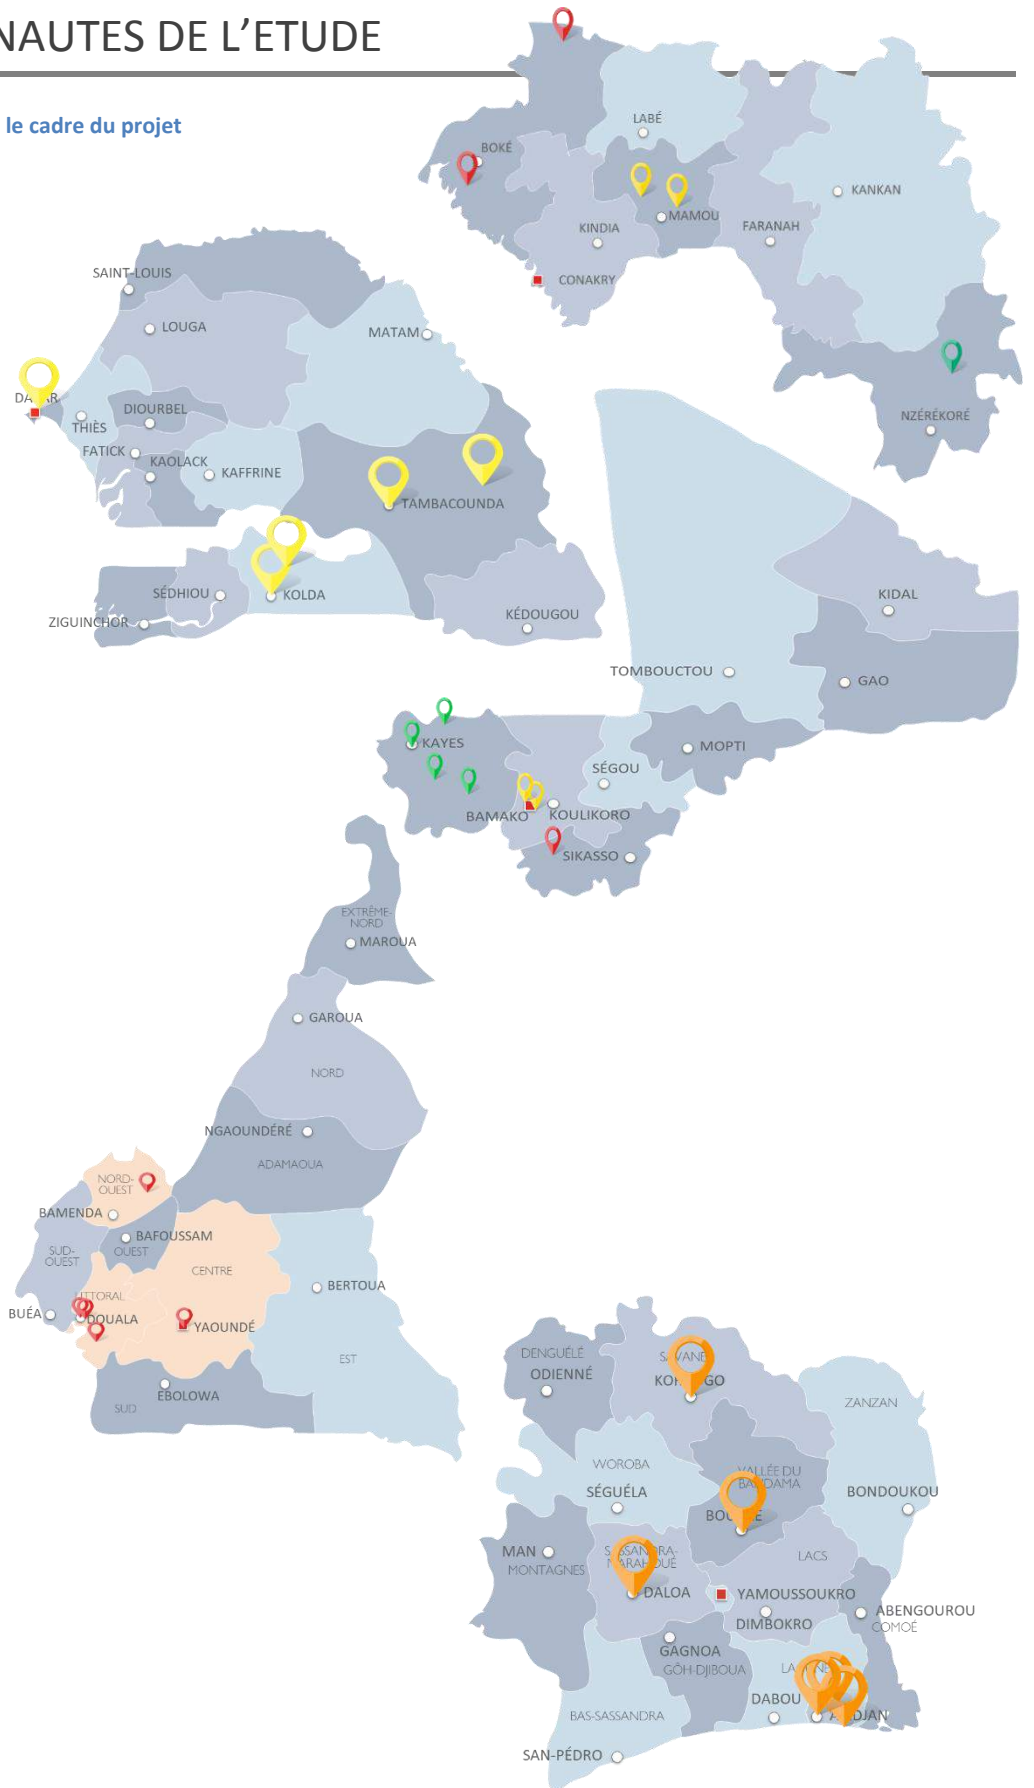 NAUTES DE L'ETUDE
le cadre du projet
LABÉ
BOKÉ
KANKAN
MAMOU
KINDIA
FARANAH
CONAKRY
NZÉRÉKORÉ
SAINT-LOUIS
LOUGA
MATAM
DIOURBEL
THIÈS
FATICK
KAOLACK
KAFFRINE
TAMBACOUNDA
SÉDHIOU
KOLDA
KÉDOUGOU
ZIGUINCHOR
KIDAL
TOMBOUCTOU
GAO
KAYES
MOPTI
SÉGOU
BAMAKO
KOULIKORO
SIKASSO
EXTRÊME-
NORD
MAROUA
GAROUA
NORD
NGAOUNDÉRÉ
ADAMAOUA
NORD-
OUEST
BAMENDA
BAFOUSSAM
SUD-
OUEST
OUEST
CENTRE
BERTOUA
LITTORAL
BUÉA
DOUALA
YAOUNDÉ
EST
EBOLOWA
SUD
DENGUÉLÉ
ODIENNÉ
ZANZAN
WOROBA
VALLÉE DU
SÉGUÉLA
BONDOUKOU
MAN
MONTAGNES
LACS
DALOA
YAMOUSSOUKRO
DIMBOKRO
ABENGOUROU
COMOÉ
GAGNOA
GÔH-DJIBOUA
DABOU
BAS-SASSANDRA
SAN-PÉDRO